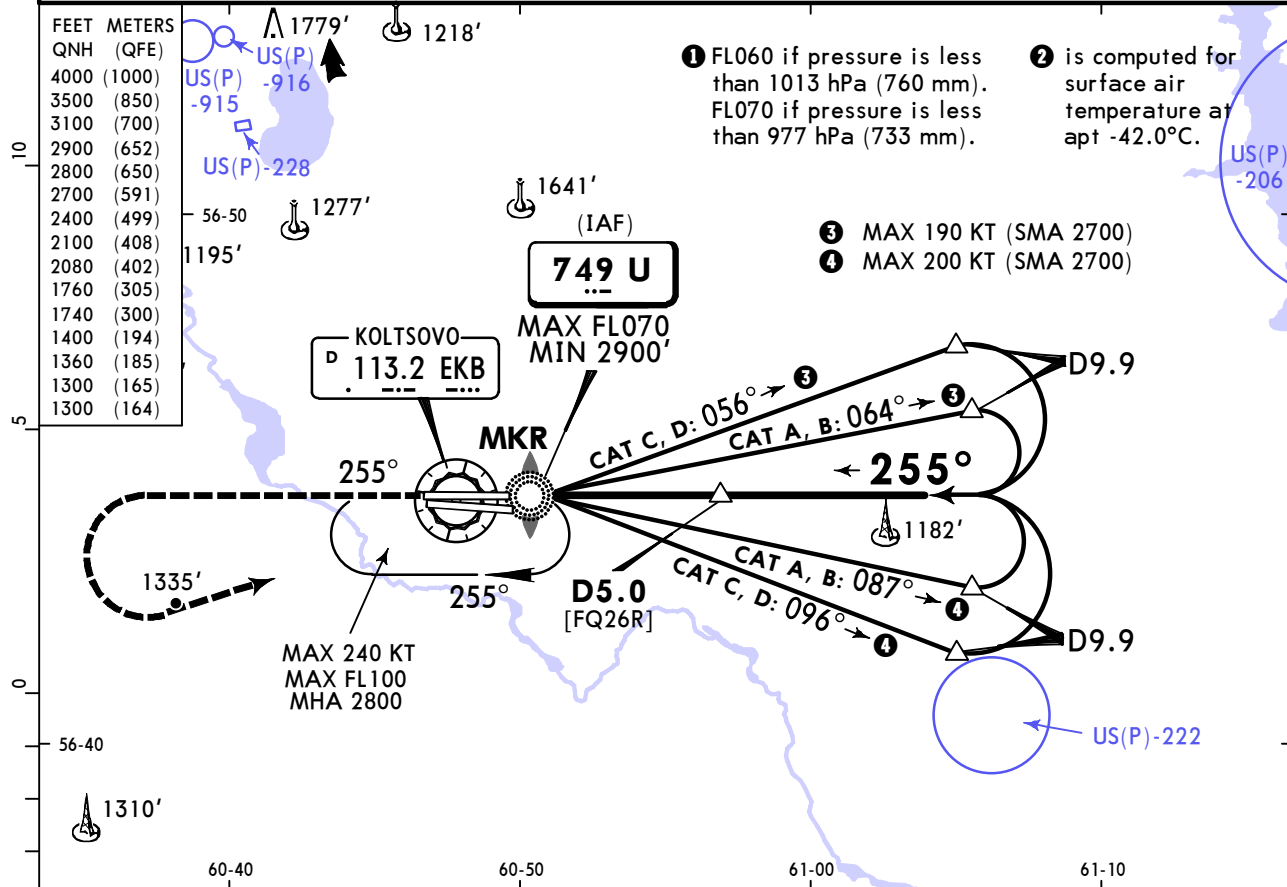 FEET METERS
QNH (QFE)
4000 (1000)
3500 (850)
3100 (700)
2900 (652)
2800 (650)
2700 (591)
2400 (499)
2100 (408)
2080 (402)
1760 (305)
1740 (300)
1400 (194)
1360 (185)
1300 (165)
1300 (164)
1779'
1218'
US(P)
-916
US(P)
-915
US(P)-228
❶ FL060 if pressure is less
than 1013 hPa (760 mm).
FL070 if pressure is less
than 977 hPa (733 mm).
❷ is computed for
surface air
temperature at
apt -42.0°C.
US(P)
-206
10
56-50
1277'
1641'
1195'
(IAF)
749 U
MAX FL070
MIN 2900'
❸ MAX 190 KT (SMA 2700)
❹ MAX 200 KT (SMA 2700)
KOLTSOVO
D 113.2 EKB
D9.9
CAT C, D: 056° ❸
CAT A, B: 064° ❸
5
MKR
255°
255°
1182'
CAT A, B: 087° ❹
CAT C, D: 096° ❹
1335'
255°
D5.0
[FQ26R]
D9.9
MAX 240 KT
MAX FL100
MHA 2800
0
US(P)-222
56-40
1310'
60-40
60-50
61-00
61-10